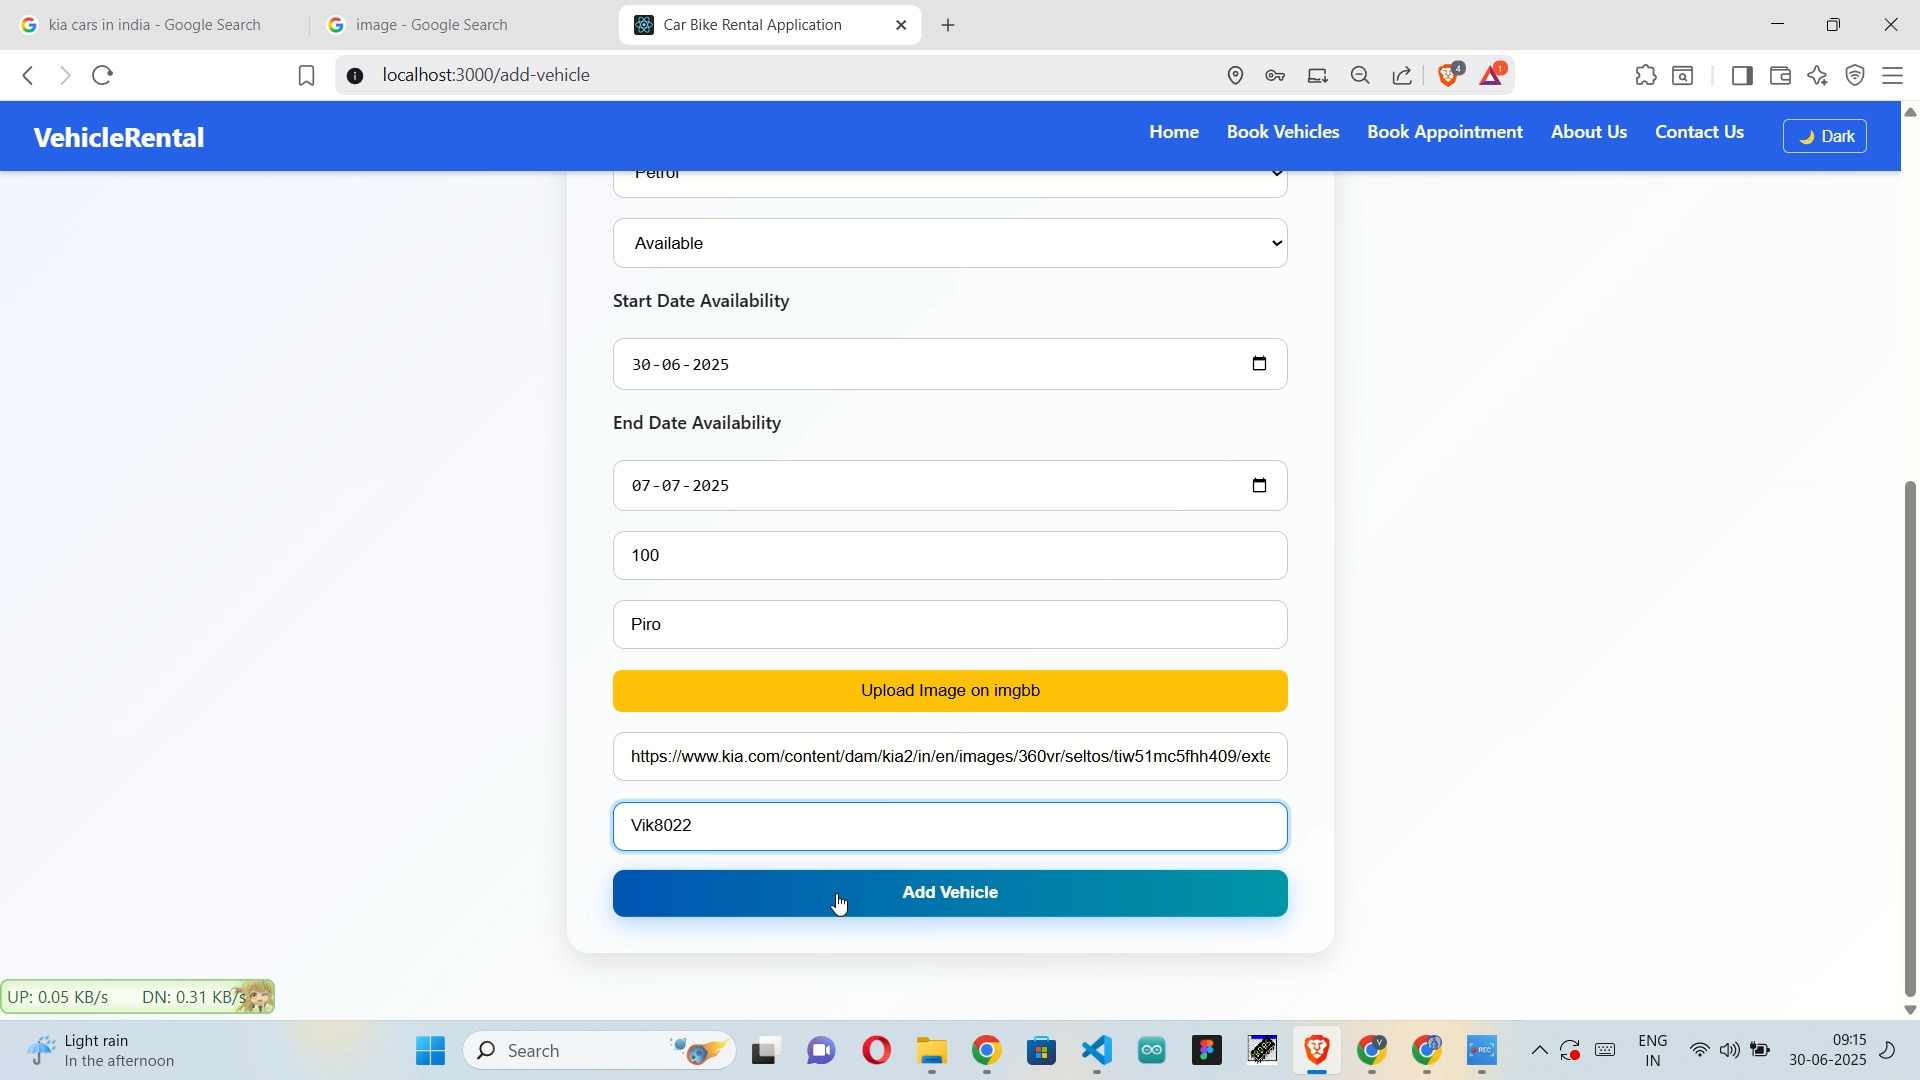 kia cars in india - Google Search
image - Google Search
Car Bike Rental Application
localhost:3000/add-vehicle
4
1
VehicleRental
Home
Book Vehicles
Book Appointment
About Us
Contact Us
Dark
Petrol
Available
Start Date Availability
30-06-2025
End Date Availability
07-07-2025
100
Piro
Upload Image on imgbb
https://www.kia.com/content/dam/kia2/in/en/images/360vr/seltos/tiw51mc5fhh409/exte
Vik8022
Add Vehicle
UP: 0.05 KB/s DN: 0.31 KB/s
Light rain
In the afternoon
Search
V
REC
ENG
IN
09:15
30-06-2025